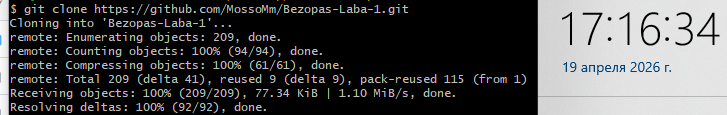 $ git clone https://github.com/MossoMm/Bezopas-Laba-1.git
Cloning into 'Bezopas-Laba-1'...
remote: Enumerating objects: 209, done.
remote: Counting objects: 100% (94/94), done.
remote: Compressing objects: 100% (61/61), done.
remote: Total 209 (delta 41), reused 9 (delta 9), pack-reused 115 (from 1)
Receiving objects: 100% (209/209), 77.34 KiB | 1.10 MiB/s, done.
Resolving deltas: 100% (92/92), done.
17:16:34
19 апреля 2026 г.